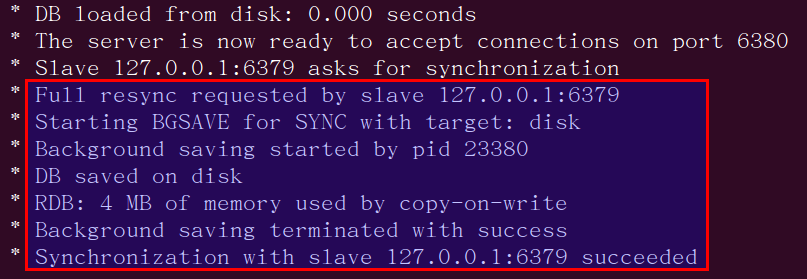 * DB loaded from disk: 0.000 seconds
* The server is now ready to accept connections on port 6380
* Slave 127.0.0.1:6379 asks for synchronization
* Full resync requested by slave 127.0.0.1:6379
* Starting BGSAVE for SYNC with target: disk
* Background saving started by pid 23380
* DB saved on disk
* RDB: 4 MB of memory used by copy-on-write
* Background saving terminated with success
* Synchronization with slave 127.0.0.1:6379 succeeded